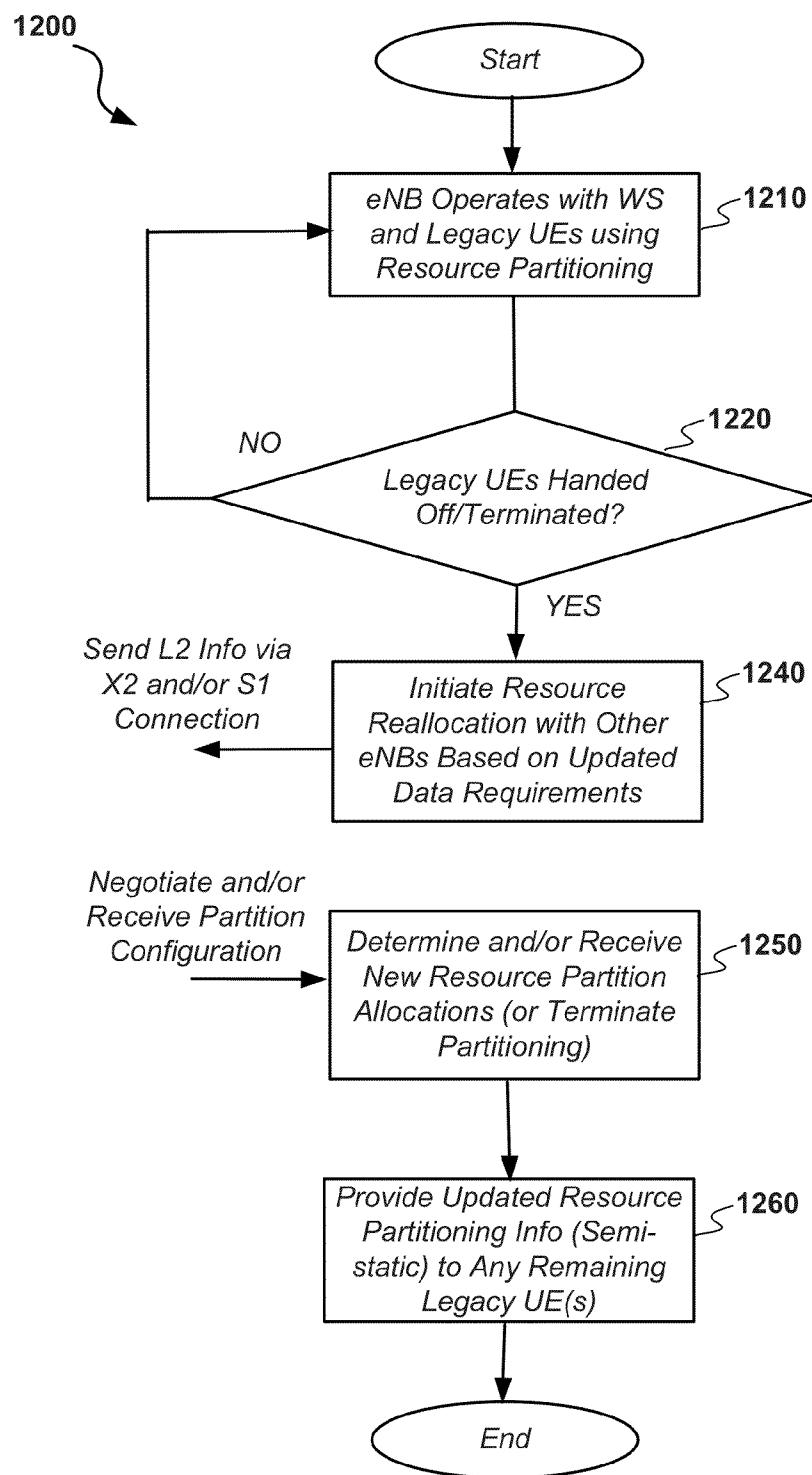 1200
Start
eNB Operates with WS
and Legacy UEs using
Resource Partitioning
1210
NO
1220
Legacy UEs Handed
Off/Terminated?
YES
Send L2 Info via
X2 and/or S1
Connection
Initiate Resource
Reallocation with Other
eNBs Based on Updated
Data Requirements
1240
Negotiate and/or
Receive Partition
Configuration
Determine and/or Receive
New Resource Partition
Allocations (or Terminate
Partitioning)
1250
Provide Updated Resource
Partitioning Info (Semi-
static) to Any Remaining
Legacy UE(s)
1260
End